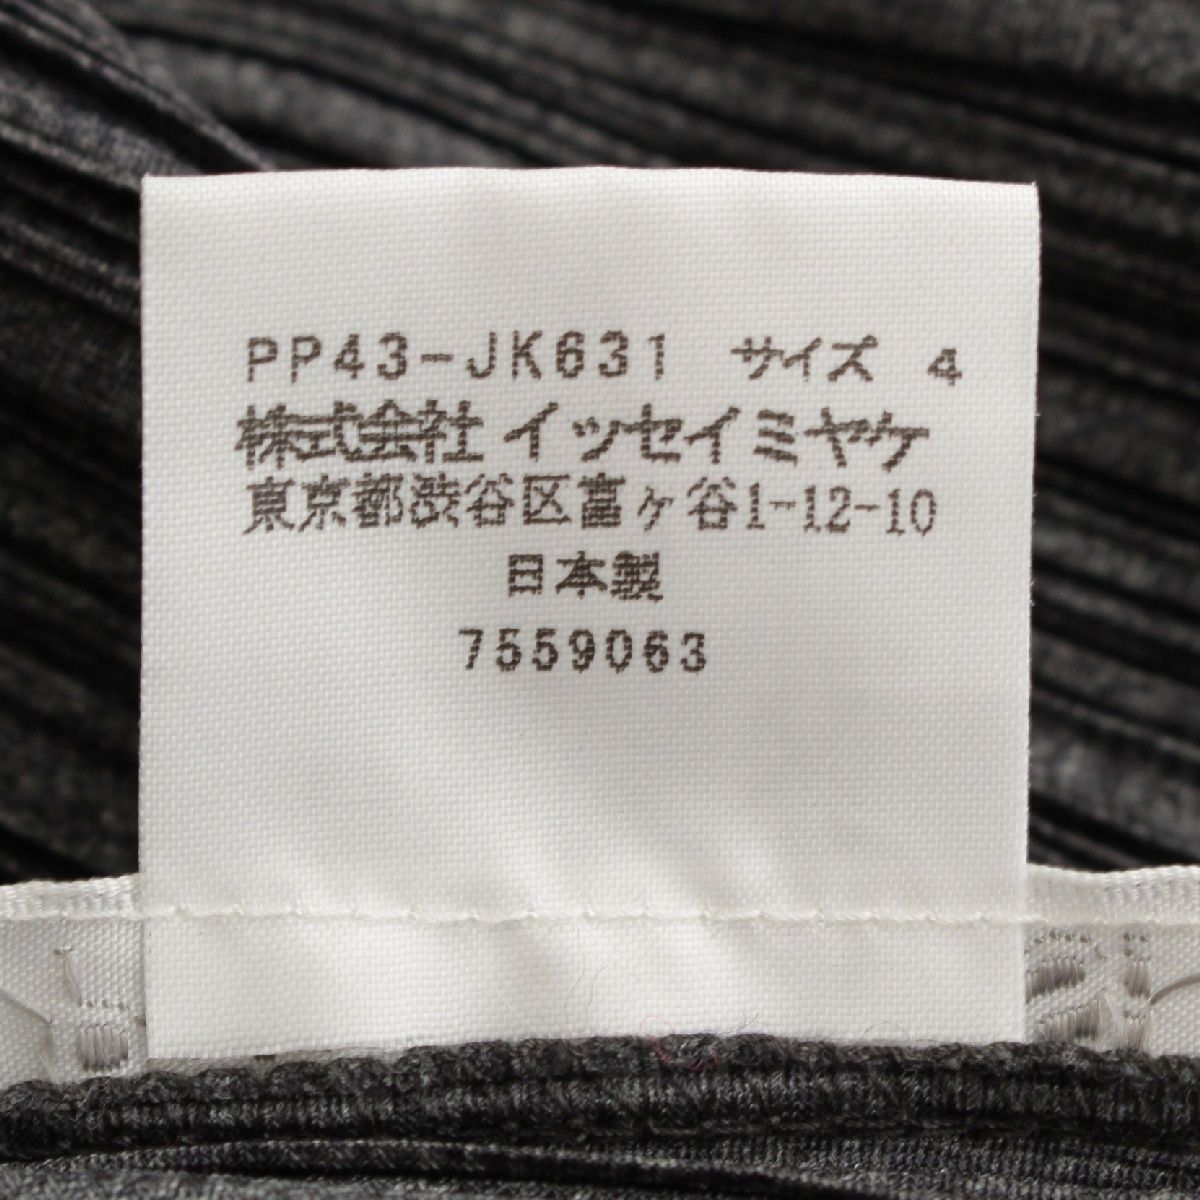 PP43-JK631 サイズ 4
株式会社 イッセイミヤケ
東京都渋谷区富ヶ谷1-12-10
日本製
7559063